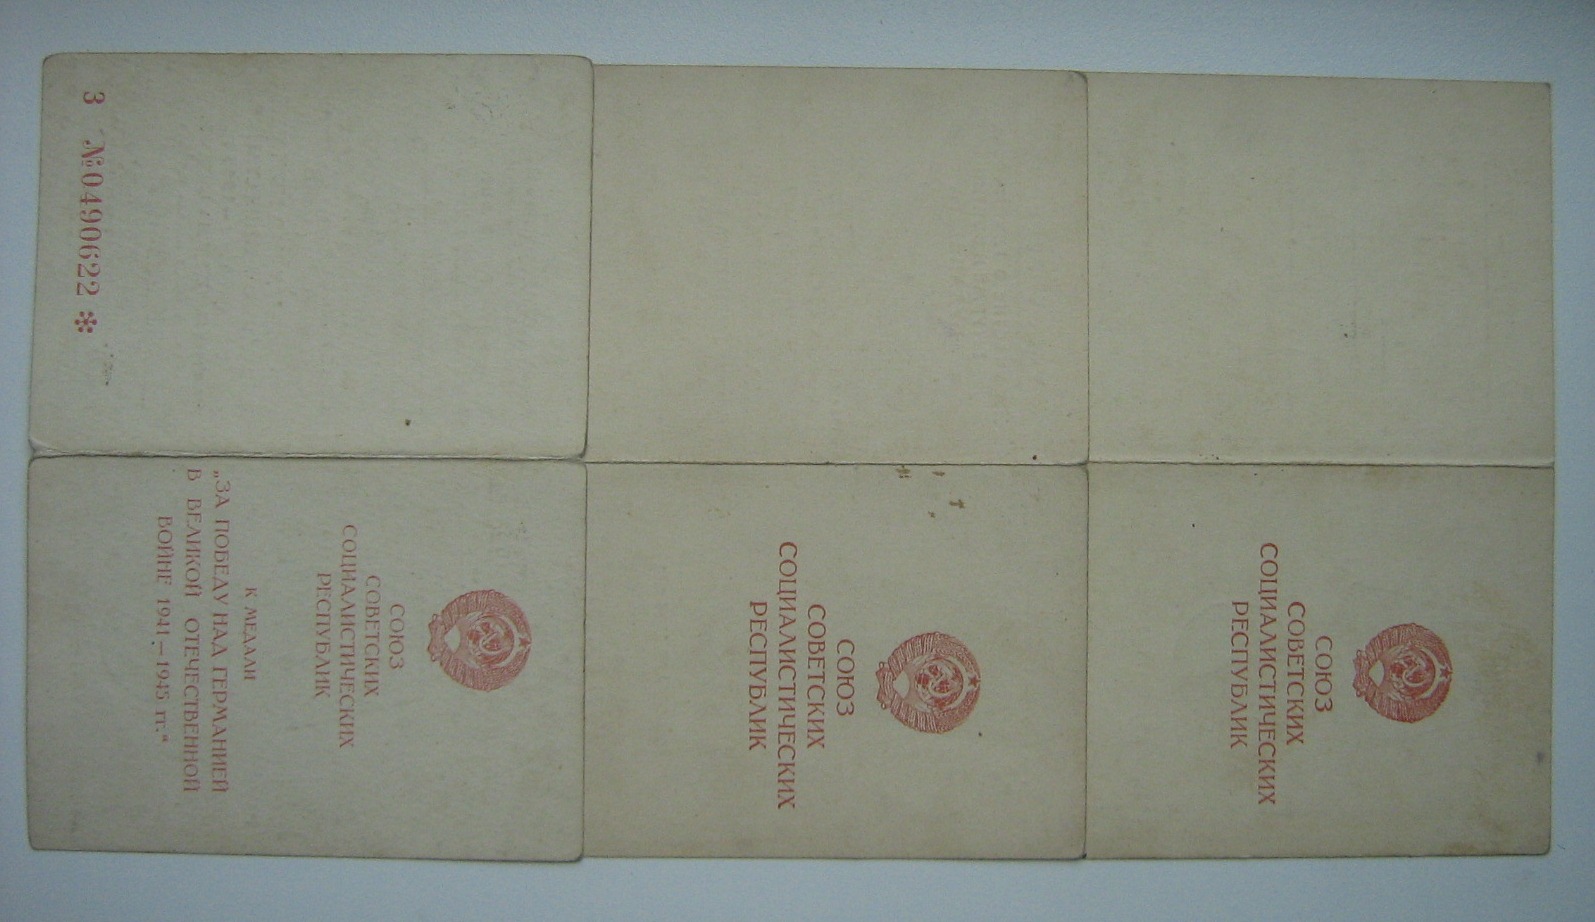 З №0490622 *
СОЮЗ
СОВЕТСКИХ
СОЦИАЛИСТИЧЕСКИХ
РЕСПУБЛИК
К МЕДАЛИ
„ЗА ПОБЕДУ НАД ГЕРМАНИЕЙ
В ВЕЛИКОЙ ОТЕЧЕСТВЕННОЙ
ВОЙНЕ 1941–1945 гг.“
СОЮЗ
СОВЕТСКИХ
СОЦИАЛИСТИЧЕСКИХ
РЕСПУБЛИК
СОЮЗ
СОВЕТСКИХ
СОЦИАЛИСТИЧЕСКИХ
РЕСПУБЛИК